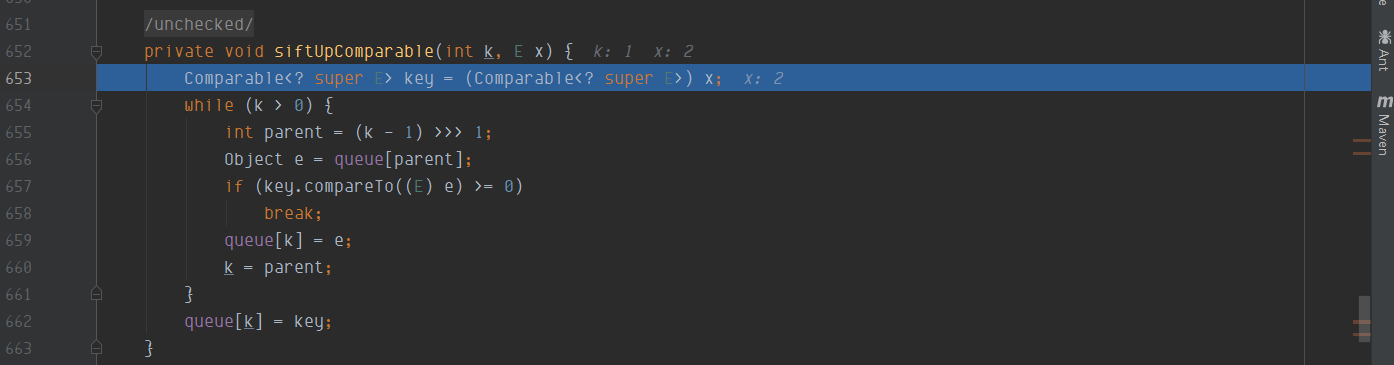 651 /unchecked/
652 private void siftUpComparable(int k, E x) { k: 1 x: 2
653 Comparable<? super E> key = (Comparable<? super E>) x; x: 2
654 while (k > 0) {
655 int parent = (k - 1) >>> 1;
656 Object e = queue[parent];
657 if (key.compareTo((E) e) >= 0)
658 break;
659 queue[k] = e;
660 k = parent;
661 }
662 queue[k] = key;
663 }
Ant
m Maven